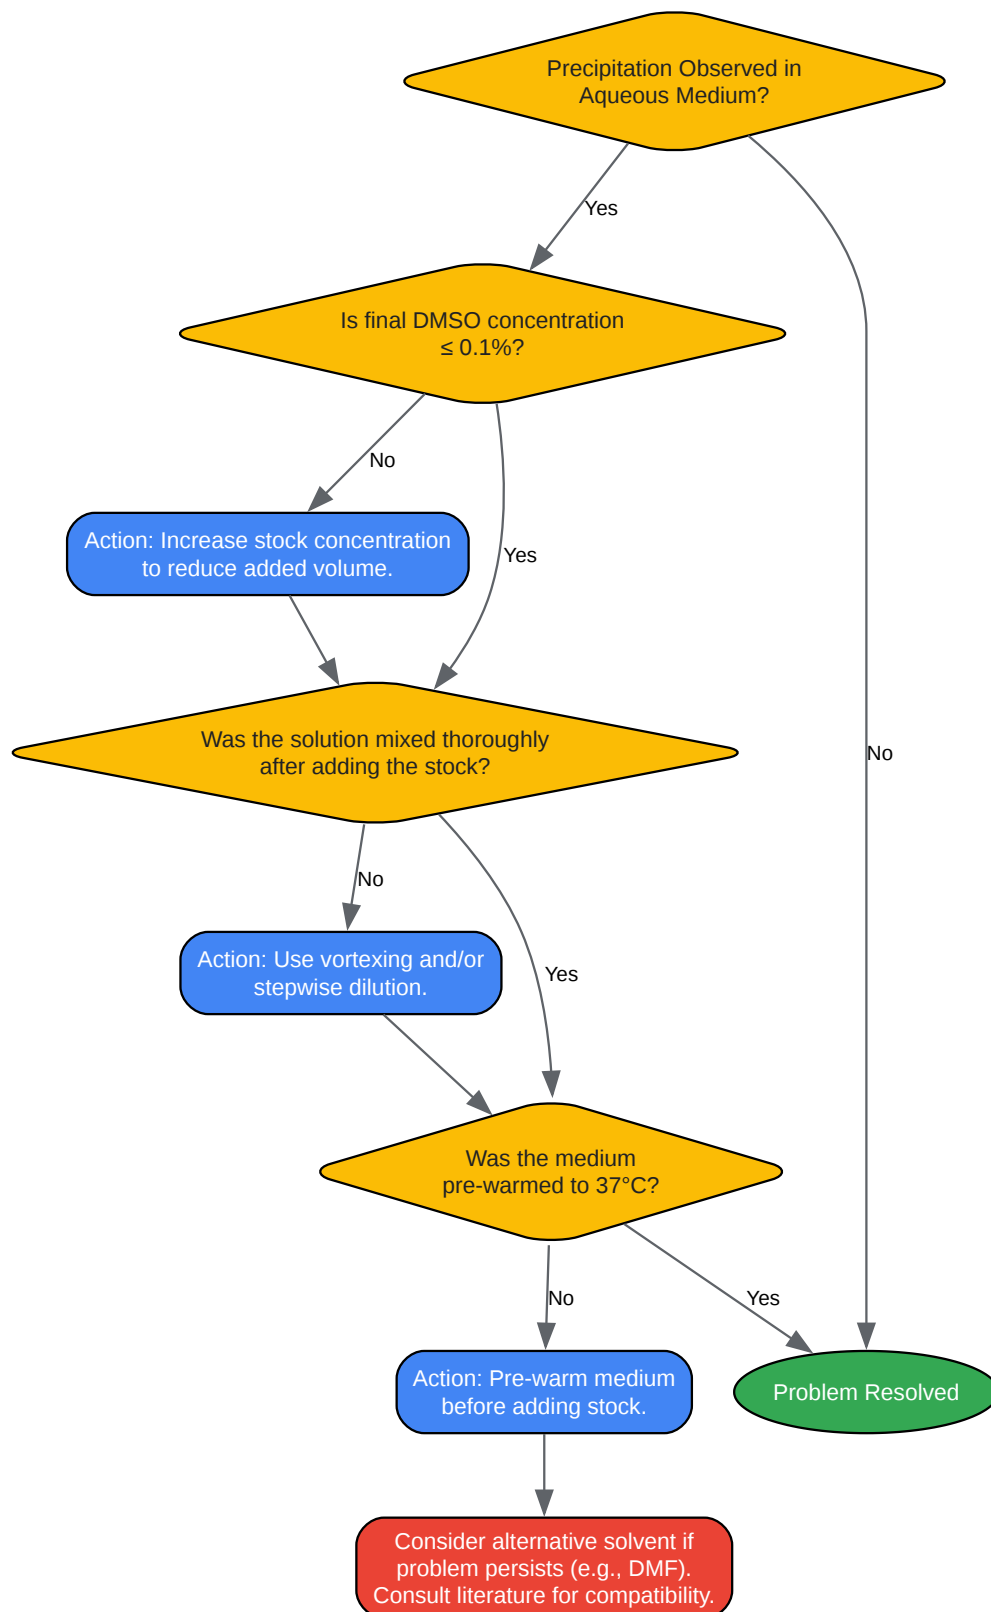 Precipitation Observed in
Aqueous Medium?
Yes
Is final DMSO concentration
≤ 0.1%?
No
Action: Increase stock concentration
to reduce added volume.
Yes
Was the solution mixed thoroughly
after adding the stock?
No
No
Action: Use vortexing and/or
stepwise dilution.
Yes
Was the medium
pre-warmed to 37°C?
No
Yes
Action: Pre-warm medium
before adding stock.
Problem Resolved
Consider alternative solvent if
problem persists (e.g., DMF).
Consult literature for compatibility.